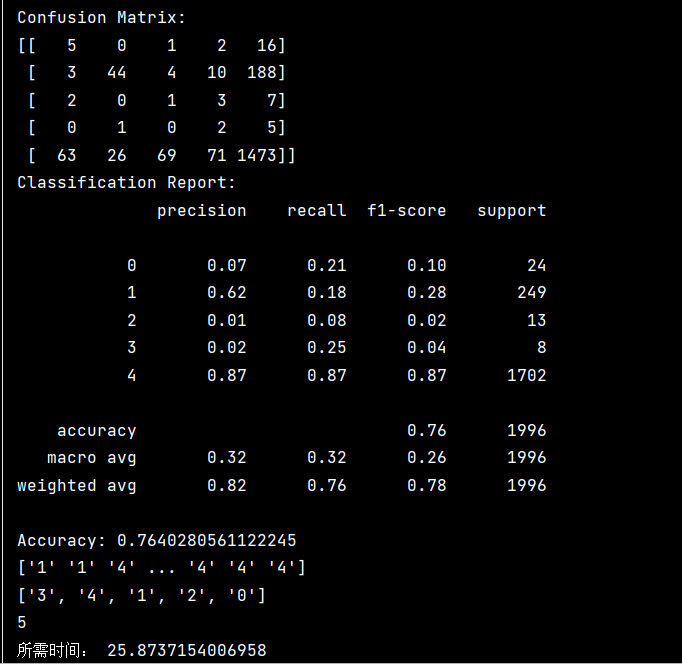 Confusion Matrix:
[[   5    0    1    2   16]
 [   3   44    4   10  188]
 [   2    0    1    3    7]
 [   0    1    0    2    5]
 [  63   26   69   71 1473]]
Classification Report:
              precision    recall  f1-score   support
           0       0.07      0.21      0.10        24
           1       0.62      0.18      0.28       249
           2       0.01      0.08      0.02        13
           3       0.02      0.25      0.04         8
           4       0.87      0.87      0.87      1702
    accuracy                           0.76      1996
   macro avg       0.32      0.32      0.26      1996
weighted avg       0.82      0.76      0.78      1996
Accuracy: 0.7640280561122245
['1' '1' '4' ... '4' '4' '4']
['3', '4', '1', '2', '0']
5
所需时间： 25.8737154006958